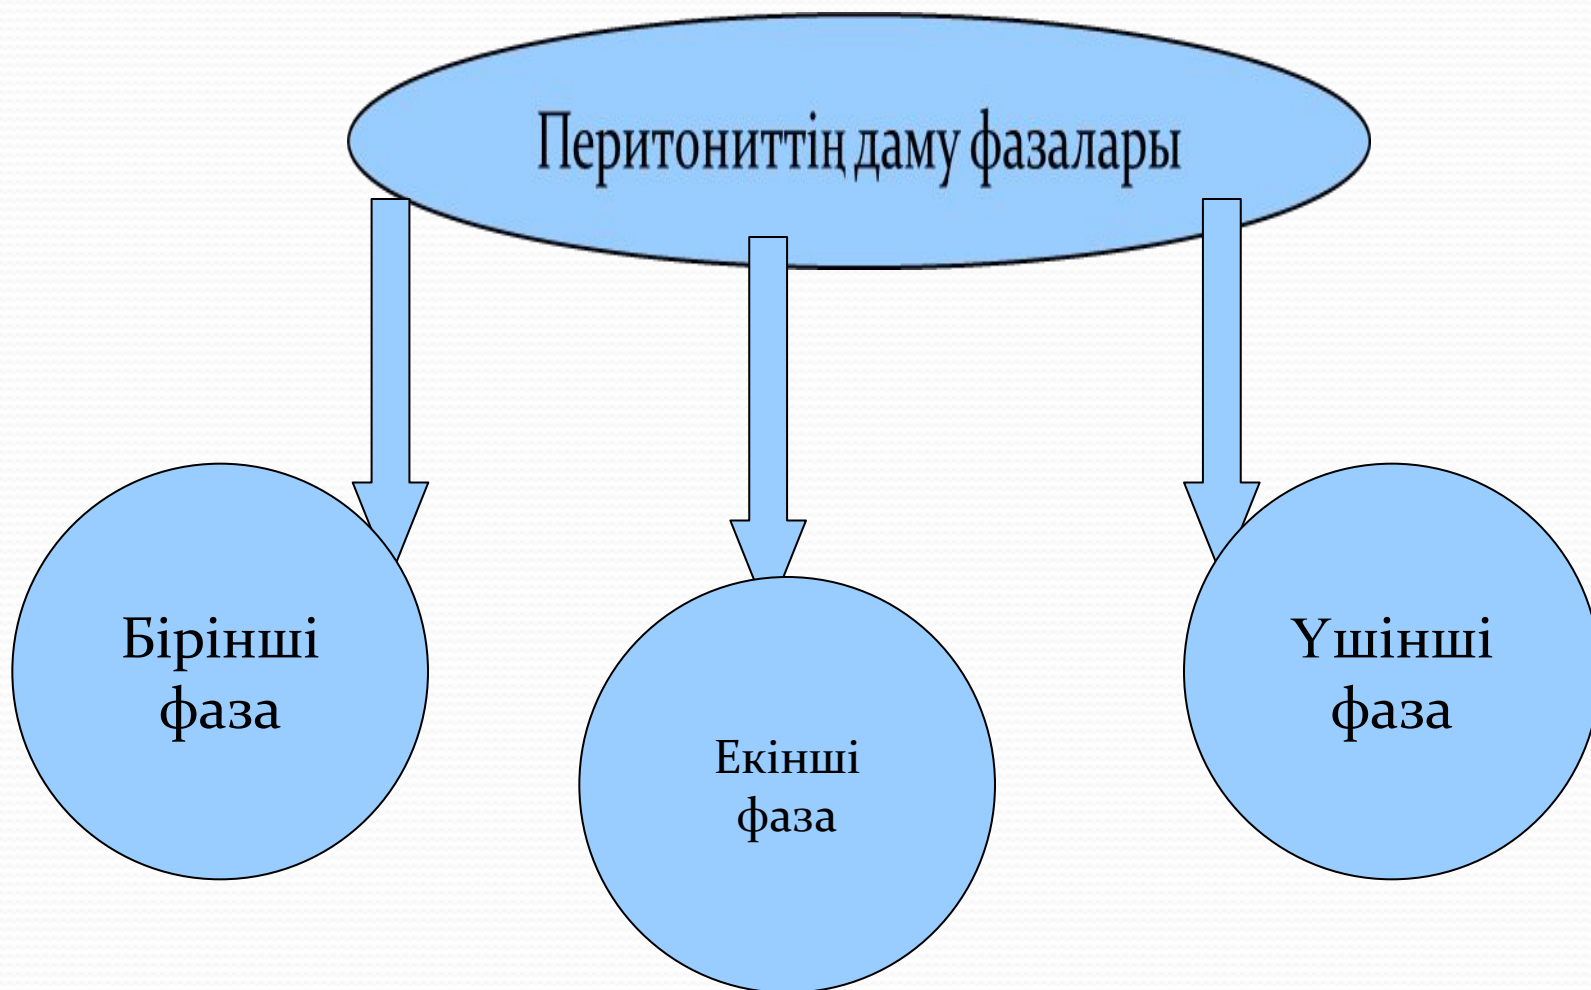 Перитониттің даму фазалары
Бірінші
фаза
Екінші
фаза
Үшінші
фаза